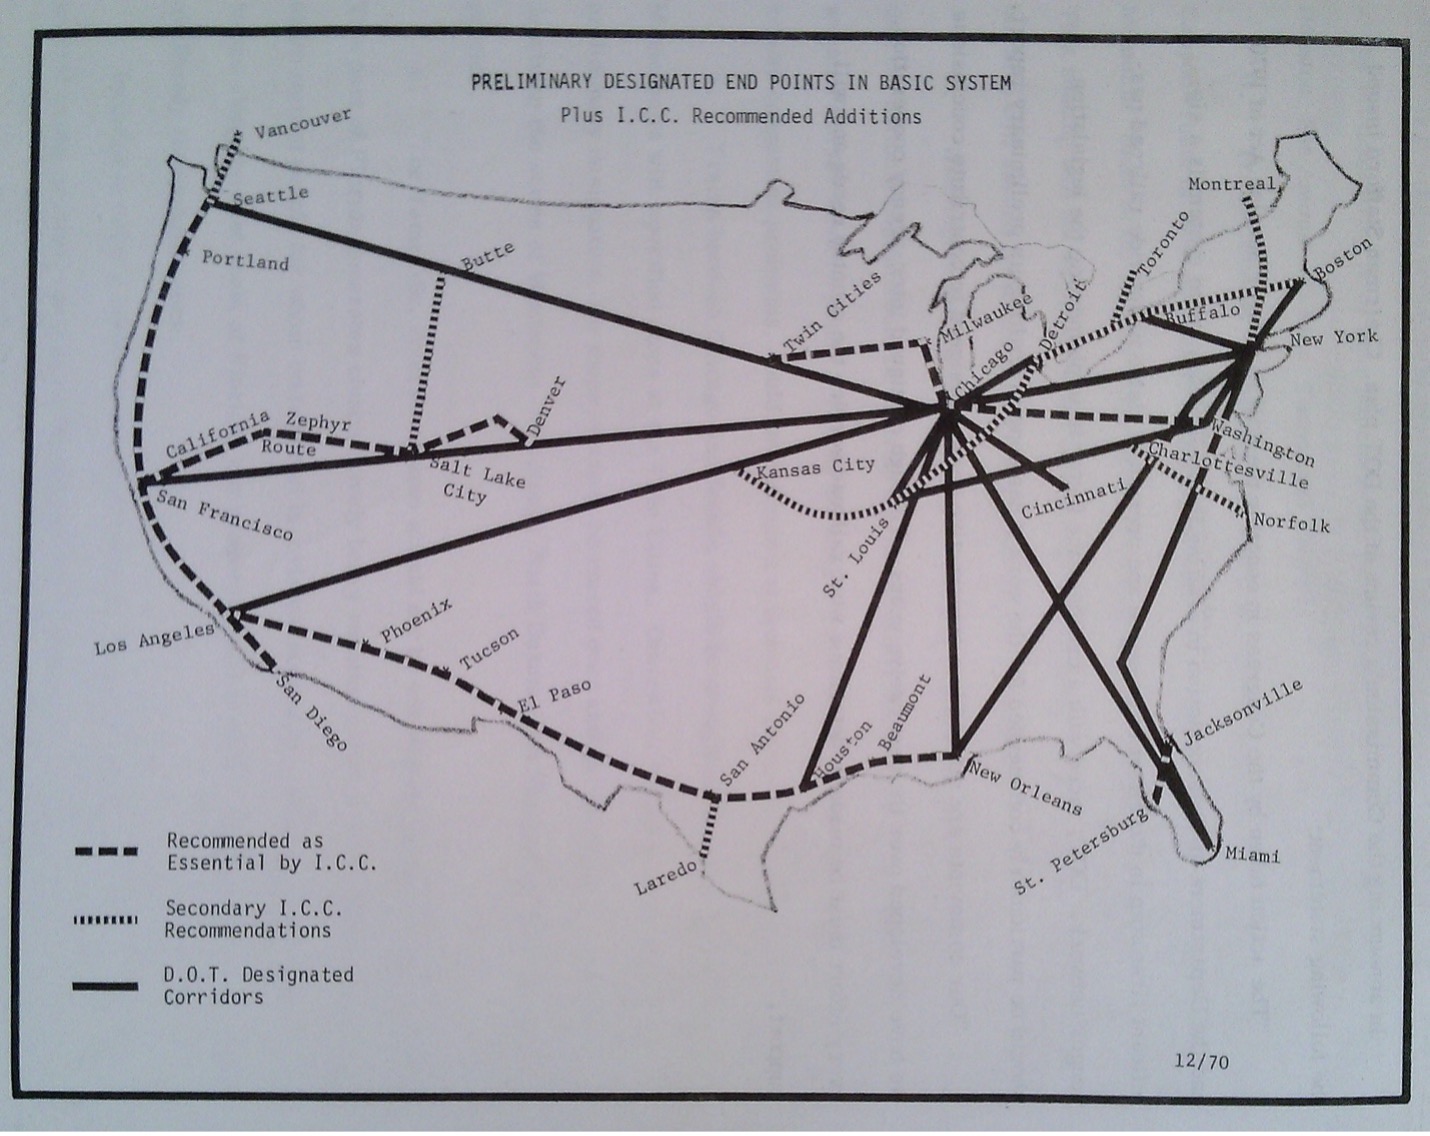 PRELIMINARY DESIGNATED END POINTS IN BASIC SYSTEM
Plus I.C.C. Recommended Additions
Vancouver
Seattle
Portland
Butte
Twin Cities
Milwaukee
Chicago
Detroit
Toronto
Montreal
Boston
Buffalo
New York
California Zephyr
Route
Denver
Salt Lake
City
Kansas City
Washington
Charlottesville
Cincinnati
Norfolk
San Francisco
St. Louis
Los Angeles
Phoenix
Tucson
El Paso
San Diego
San Antonio
Houston
Beaumont
New Orleans
Jacksonville
St. Petersburg
Miami
Laredo
Recommended as
Essential by I.C.C.
Secondary I.C.C.
Recommendations
D.O.T. Designated
Corridors
12/70